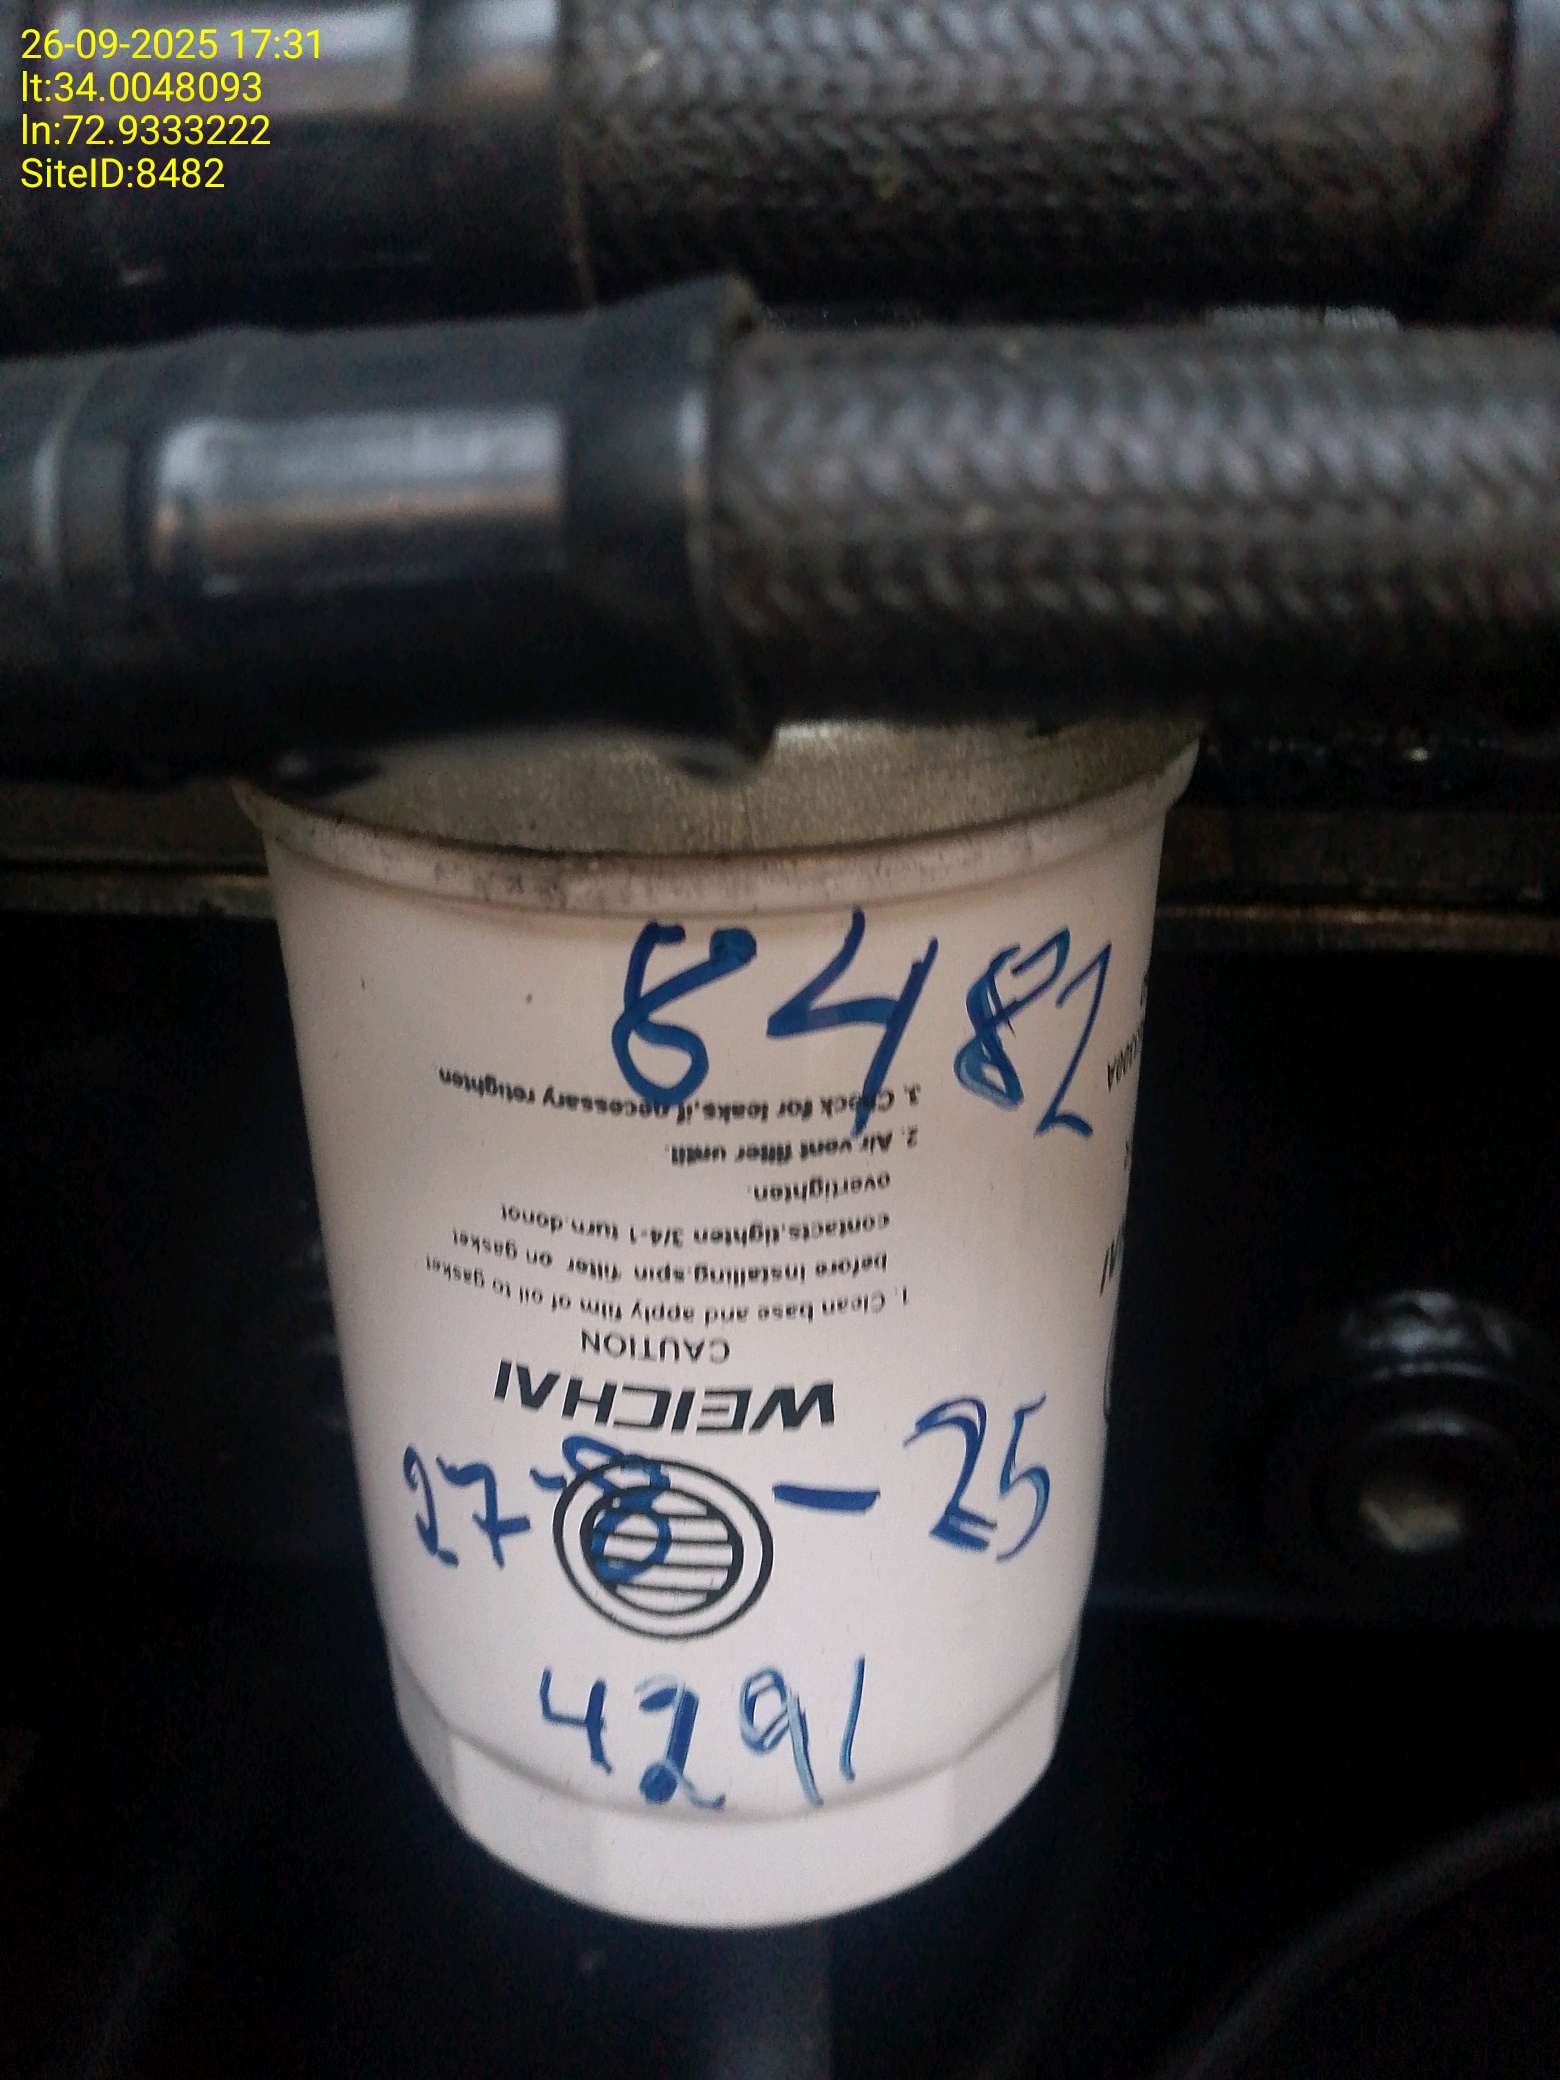 26-09-2025 17:31
lt:34.0048093
ln:72.9333222
SiteID:8482
8482
3. Check for leaks,if necessary retighten.
2. Air vent filter until.
overtighten.
contacts,tighten 3/4-1 turn.donot
before installing.spin filter on gasket
1. Clean base and apply film of oil to gasket
CAUTION
WEICHAI
27-8-25
4291